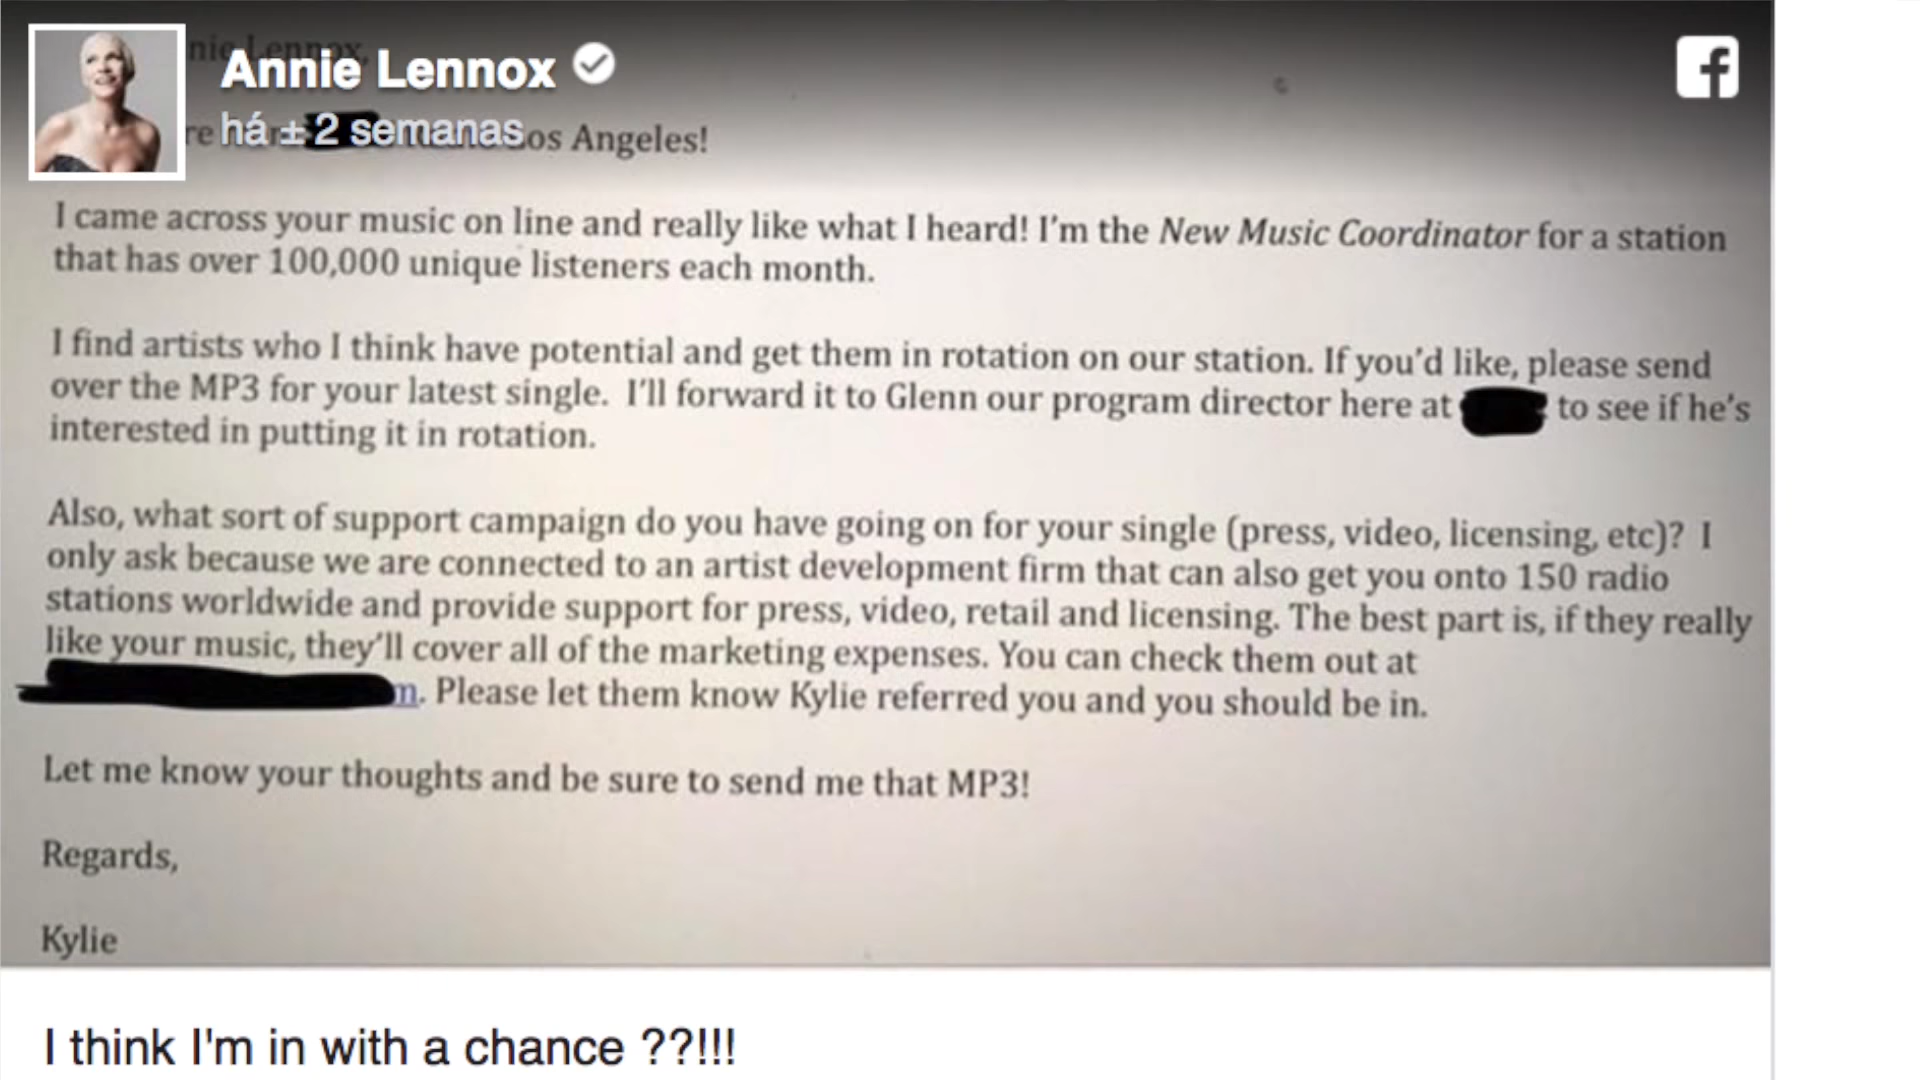 Annie Lennox
há ± 2 semanas
Los Angeles!
I came across your music on line and really like what I heard! I'm the New Music Coordinator for a station
that has over 100,000 unique listeners each month.
I find artists who I think have potential and get them in rotation on our station. If you'd like, please send
over the MP3 for your latest single. I'll forward it to Glenn our program director here at to see if he's
interested in putting it in rotation.
Also, what sort of support campaign do you have going on for your single (press, video, licensing, etc)? I
only ask because we are connected to an artist development firm that can also get you onto 150 radio
stations worldwide and provide support for press, video, retail and licensing. The best part is, if they really
like your music, they'll cover all of the marketing expenses. You can check them out at
m. Please let them know Kylie referred you and you should be in.
Let me know your thoughts and be sure to send me that MP3!
Regards,
Kylie
I think I'm in with a chance ??!!!